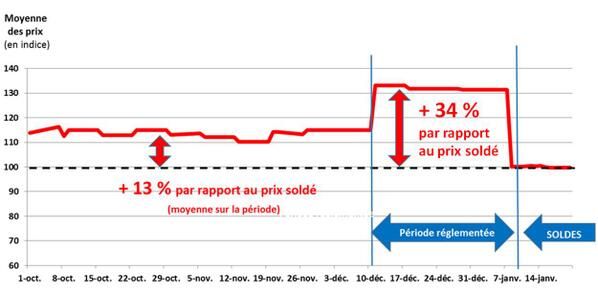 Moyenne
des prix
(en indice)
140
130
120
110
100
90
80
70
60
+ 34 %
par rapport
au prix soldé
+ 13 % par rapport au prix soldé
(moyenne sur la période)
Période réglementée
SOLDES
1-oct. 8-oct. 15-oct. 22-oct. 29-oct. 5-nov. 12-nov. 19-nov. 26-nov. 3-déc. 10-déc. 17-déc. 24-déc. 31-déc. 7-janv. 14-janv.